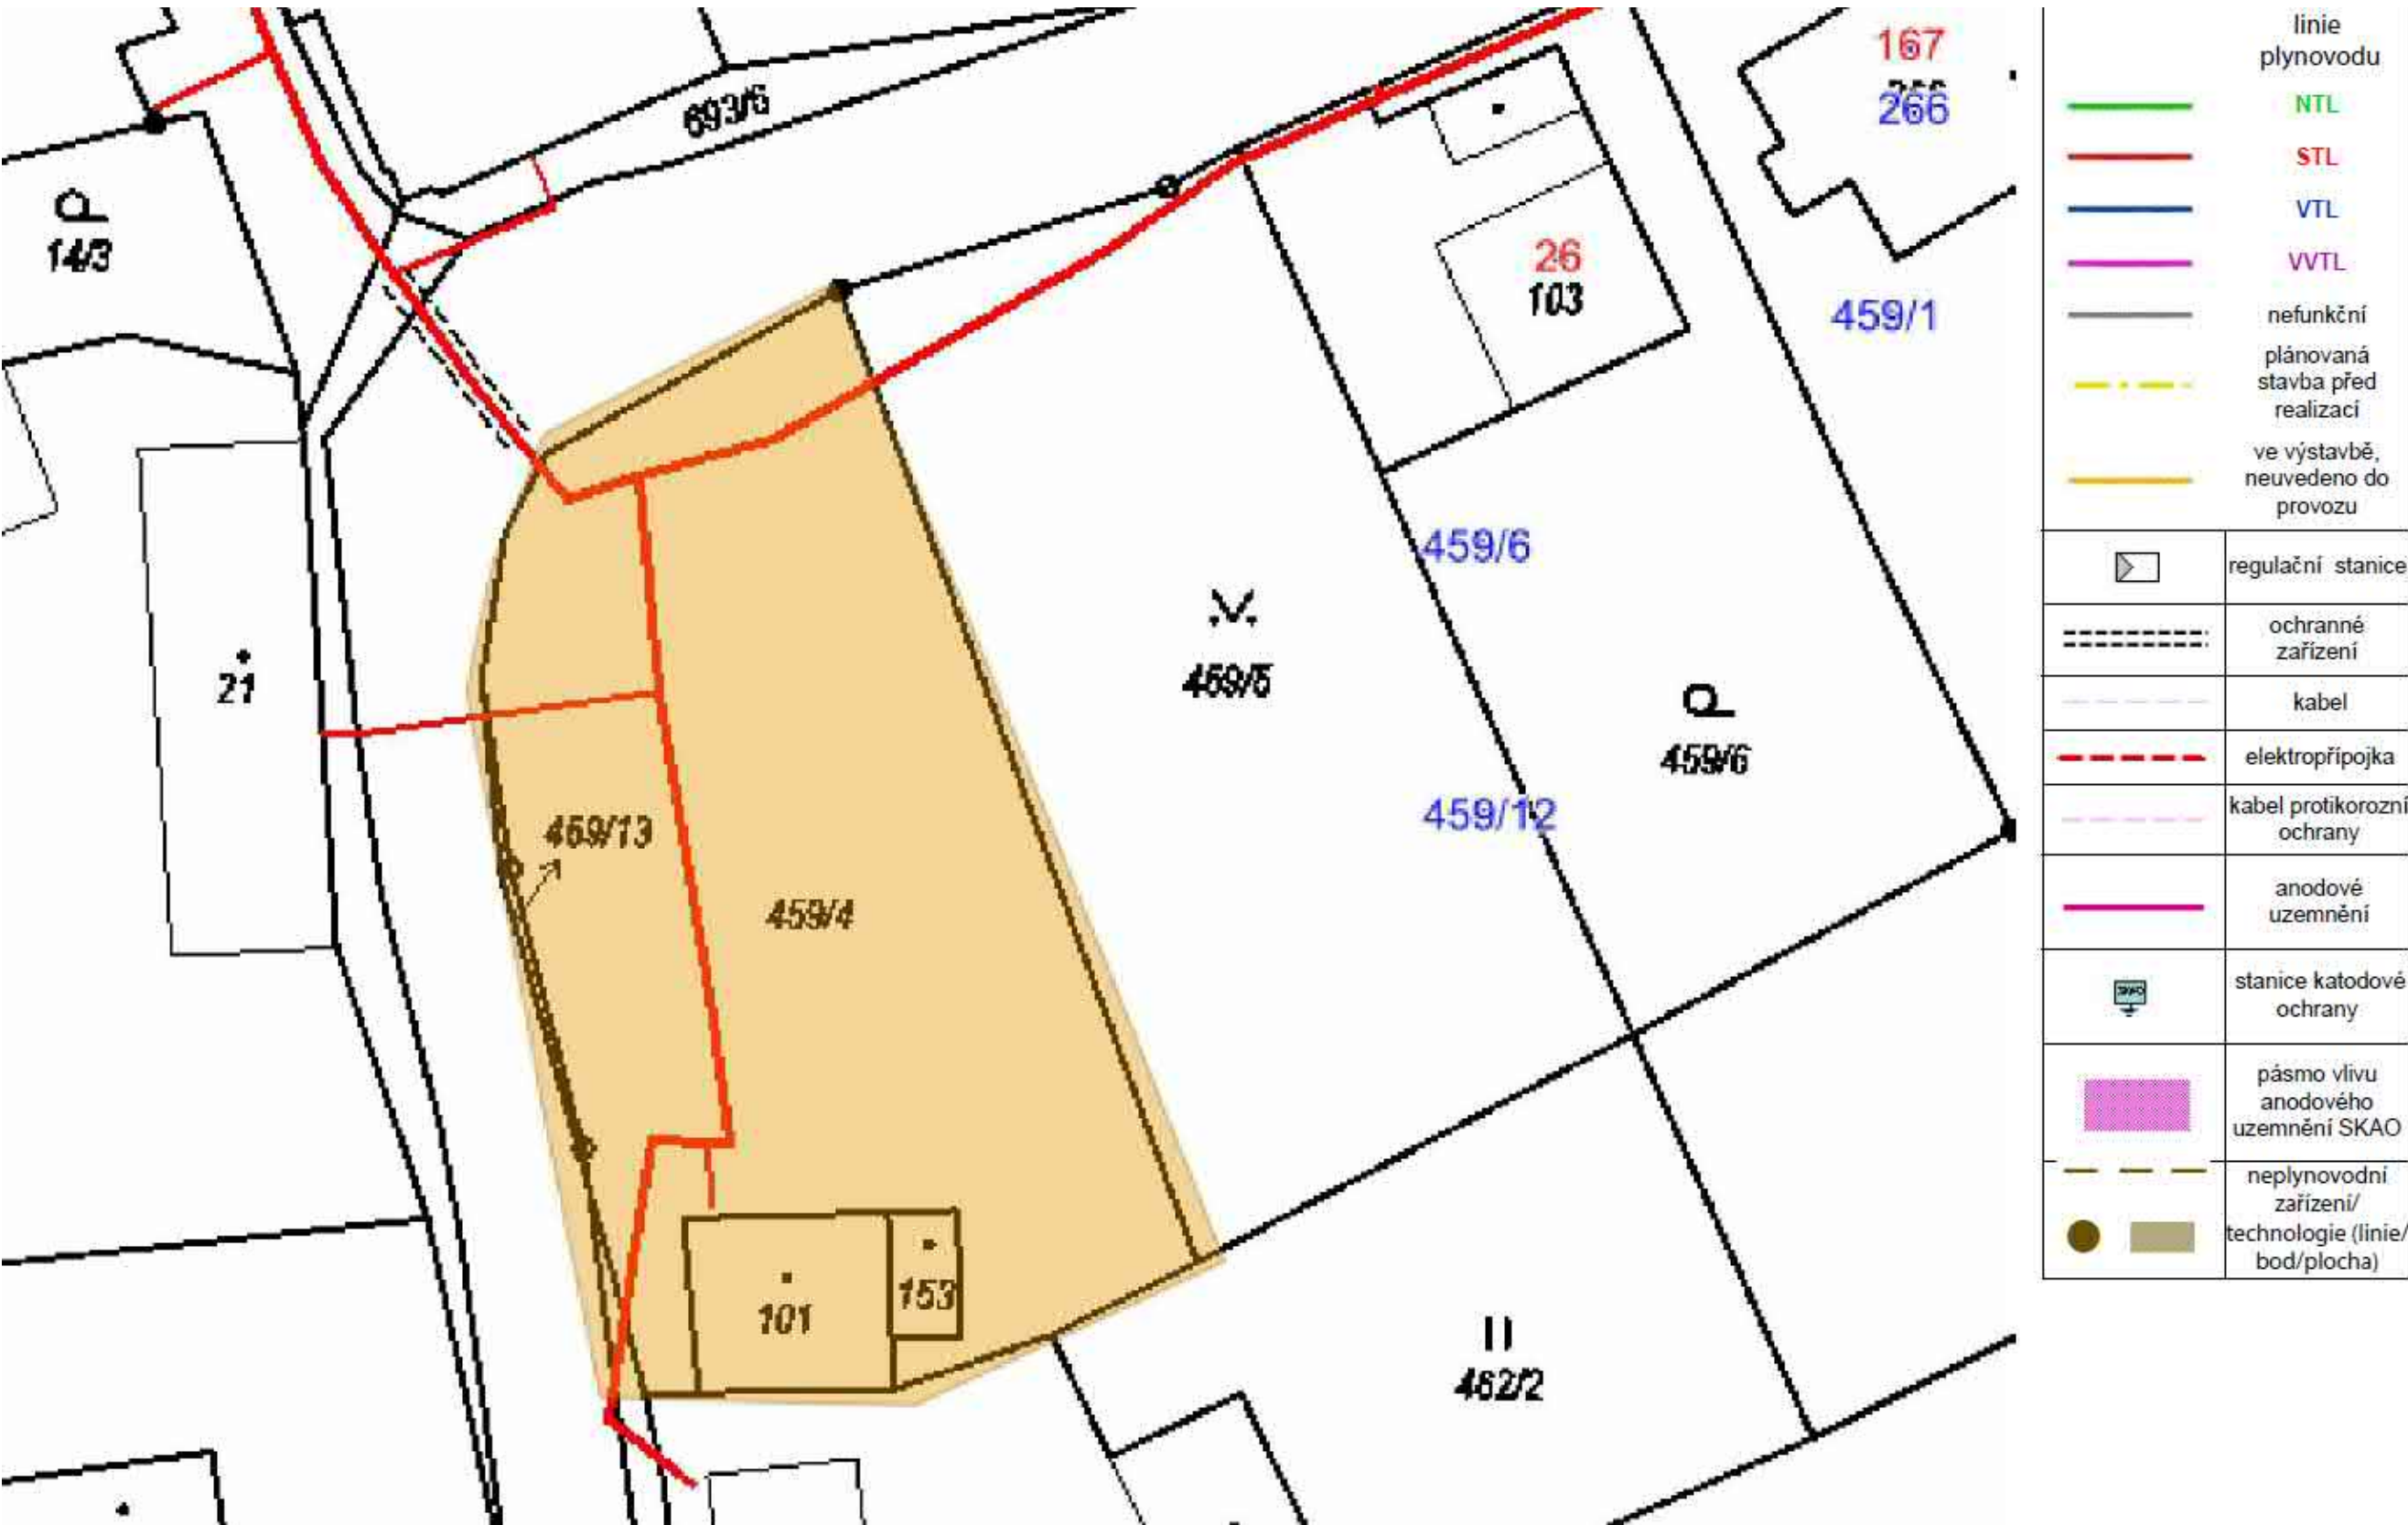 167
266
693/6
14/3
26
103
459/1
459/6
21
459/5
459/6
459/12
459/13
459/4
101
153
462/2
linie
plynovodu
NTL
STL
VTL
VVTL
nefunkční
plánovaná
stavba před
realizací
ve výstavbě,
neuvedeno do
provozu
regulační stanice
ochranné
zařízení
kabel
elektropřípojka
kabel protikorozní
ochrany
anodové
uzemnění
stanice katodové
ochrany
pásmo vlivu
anodového
uzemnění SKAO
neplynovodní
zařízení/
technologie (linie/
bod/plocha)